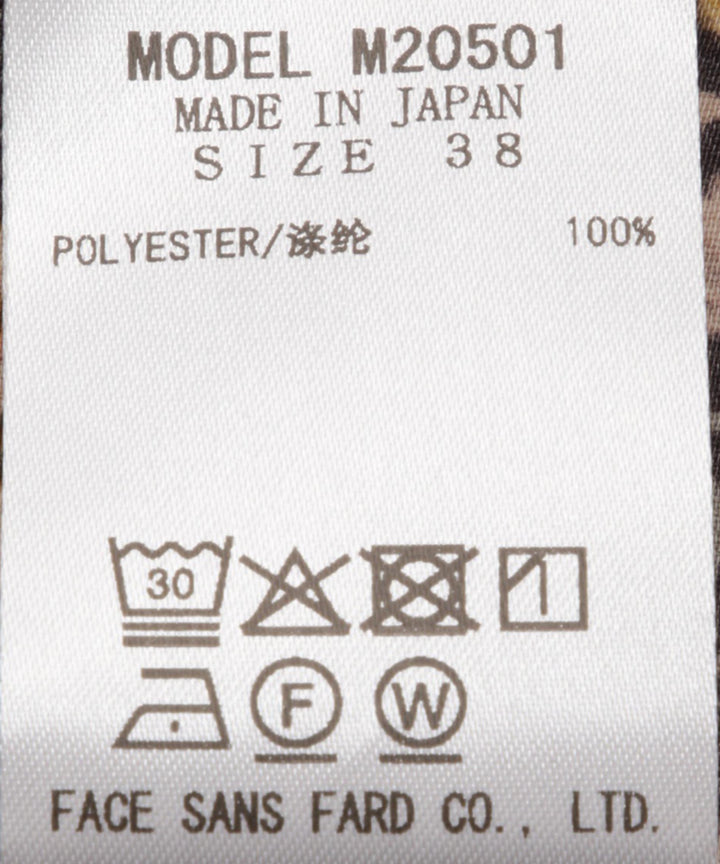 MODEL M20501
MADE IN JAPAN
SIZE 38
POLYESTER/涤纶 100%
30
F W
FACE SANS FARD CO., LTD.